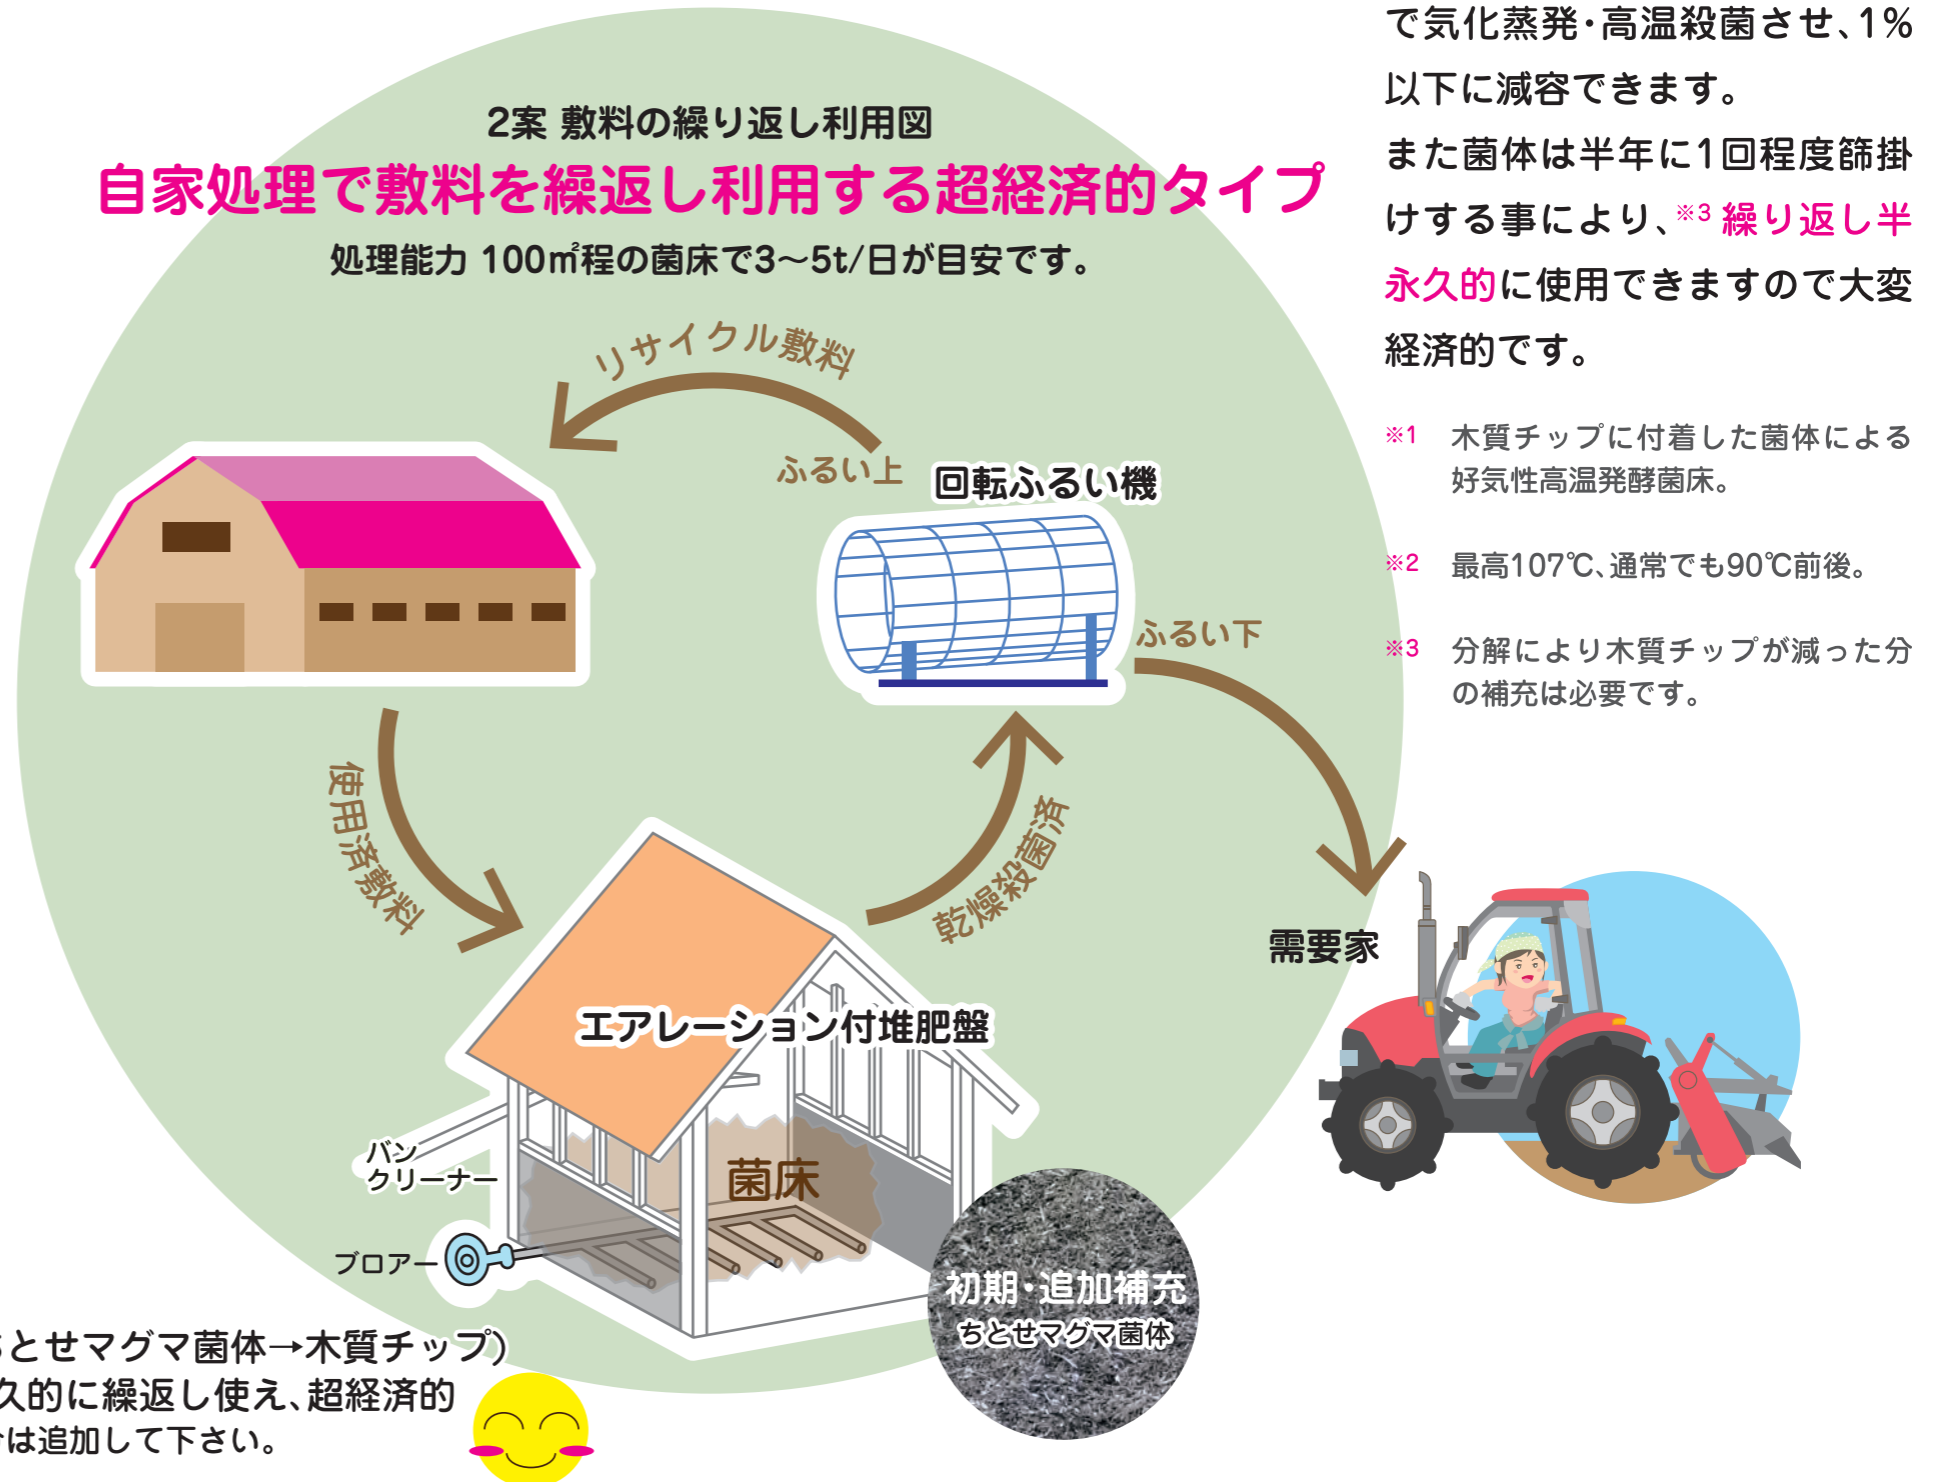 2案 敷料の繰り返し利用図
自家処理で敷料を繰返し利用する超経済的タイプ
処理能力 100㎡程の菌床で3〜5t/日が目安です。
リサイクル敷料
ふるい上
回転ふるい機
ふるい下
使用済敷料
乾燥殺菌済
需要家
エアレーション付堆肥盤
バン
クリーナー
菌床
ブロアー
初期・追加補充
ちとせマグマ菌体
とせマグマ菌体→木質チップ)
久的に繰返し使え、超経済的
は追加して下さい。
で気化蒸発・高温殺菌させ、1%
以下に減容できます。
また菌体は半年に1回程度篩掛
けする事により、※3 繰り返し半
永久的に使用できますので大変
経済的です。
※1 木質チップに付着した菌体による
好気性高温発酵菌床。
※2 最高107℃、通常でも90℃前後。
※3 分解により木質チップが減った分
の補充は必要です。